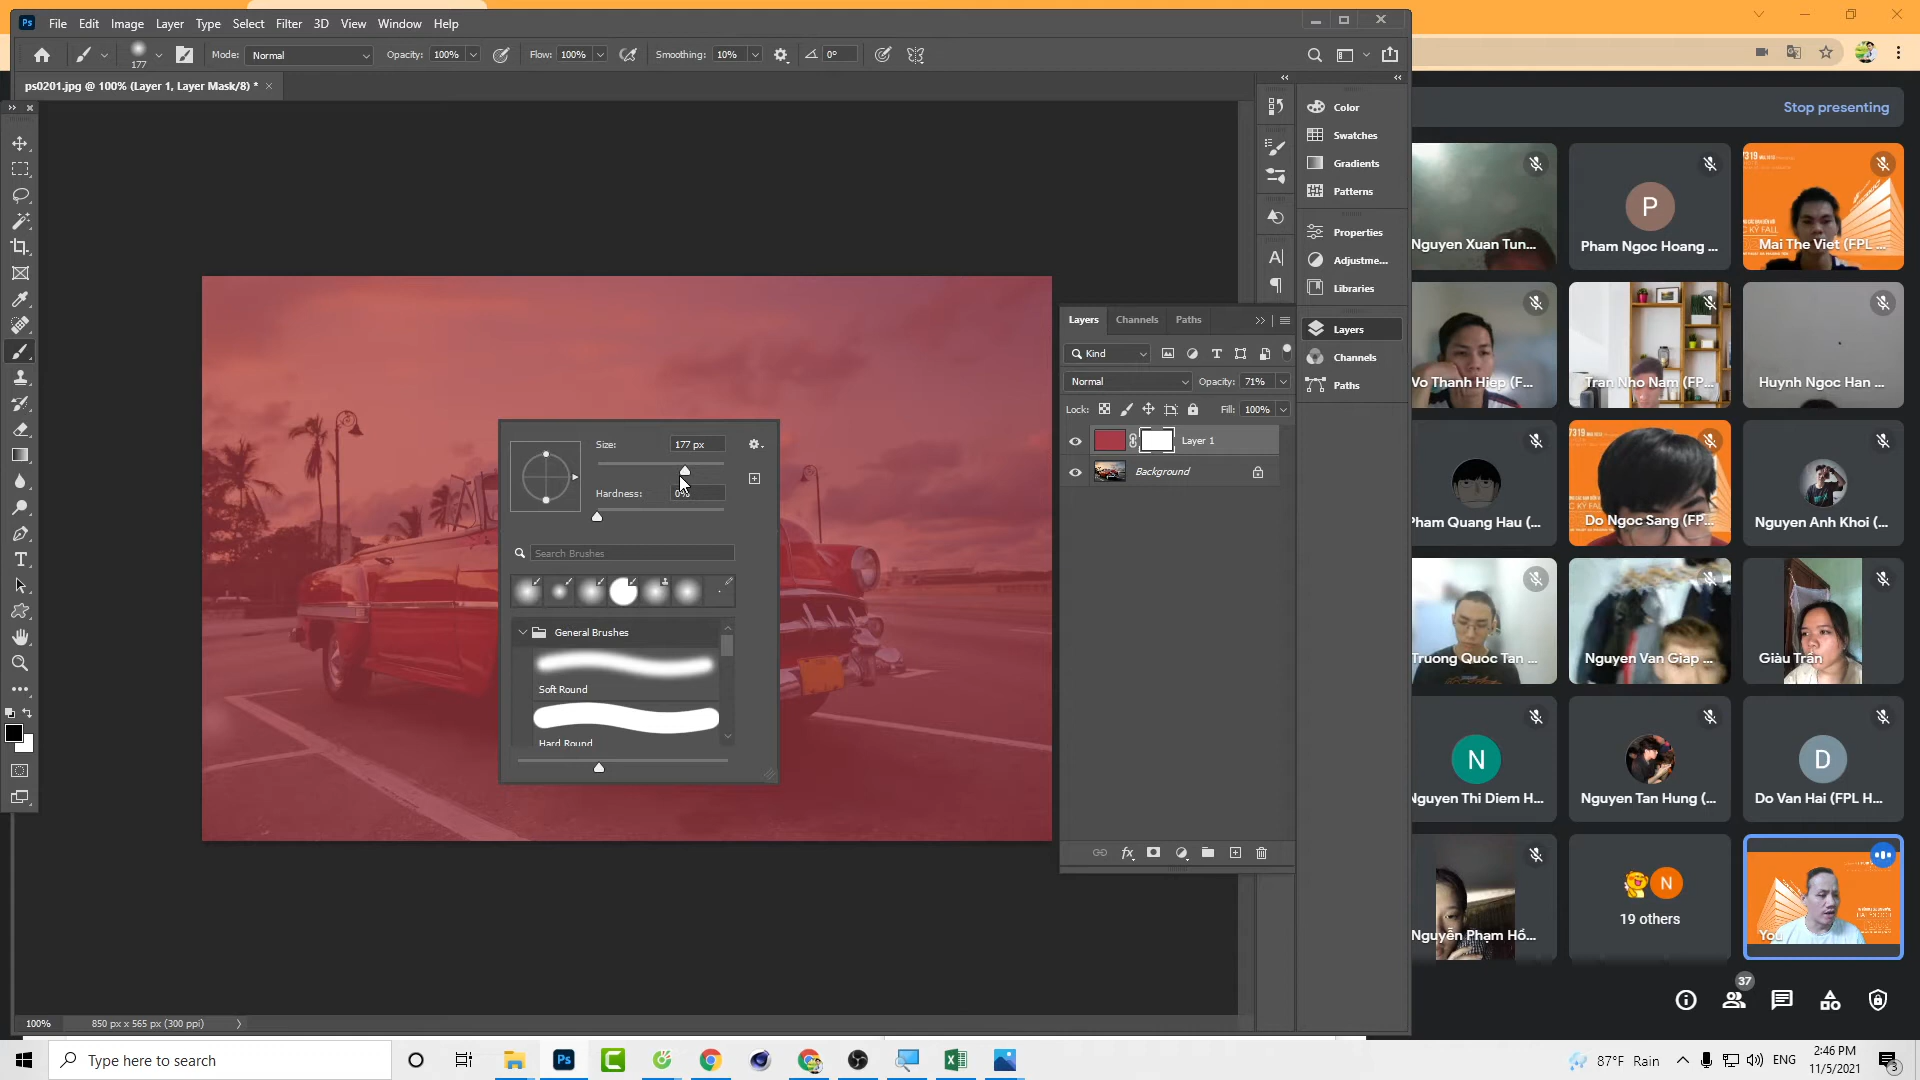 Ps File Edit Image Layer Type Select Filter 3D View Window Help
177 Mode: Normal Opacity: 100% Flow: 100% Smoothing: 10% 0°
ps0201.jpg @ 100% (Layer 1, Layer Mask/8) *
Color
Swatches
Gradients
Patterns
Properties
Adjustme...
Libraries
Layers
Channels
Paths
Layers Channels Paths
Kind
Normal Opacity: 71%
Lock: Fill: 100%
Layer 1
Background
fx
Size: 177 px
Hardness: 0%
Search Brushes
General Brushes
Soft Round
Hard Round
100% 850 px x 565 px (300 ppi)
Stop presenting
Nguyen Xuan Tun...
P
Pham Ngoc Hoang ...
Mai The Viet (FPL ...
Vo Thanh Hiep (F...
Tran Nho Nam (FP...
Huynh Ngoc Han ...
Pham Quang Hau (...
Do Ngoc Sang (FP...
Nguyen Anh Khoi (...
Truong Quoc Tan ...
Nguyen Van Giap ...
Giàu Trần
N
Nguyen Thi Diem H...
Nguyen Tan Hung (...
D
Do Van Hai (FPL H...
Nguyễn Phạm Hồ...
N
19 others
You
37
Type here to search
Ps
87°F Rain
ENG
2:46 PM
11/5/2021
3